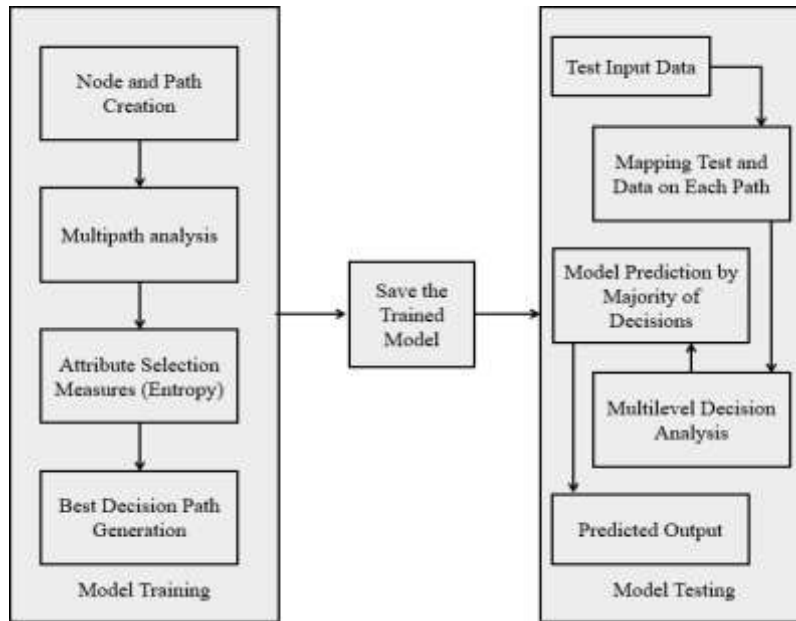 Node and Path
Creation
Multipath analysis
Attribute Selection
Measures (Entropy)
Best Decision Path
Generation
Model Training
Save the
Trained
Model
Test Input Data
Mapping Test and
Data on Each Path
Model Prediction by
Majority of
Decisions
Multilevel Decision
Analysis
Predicted Output
Model Testing